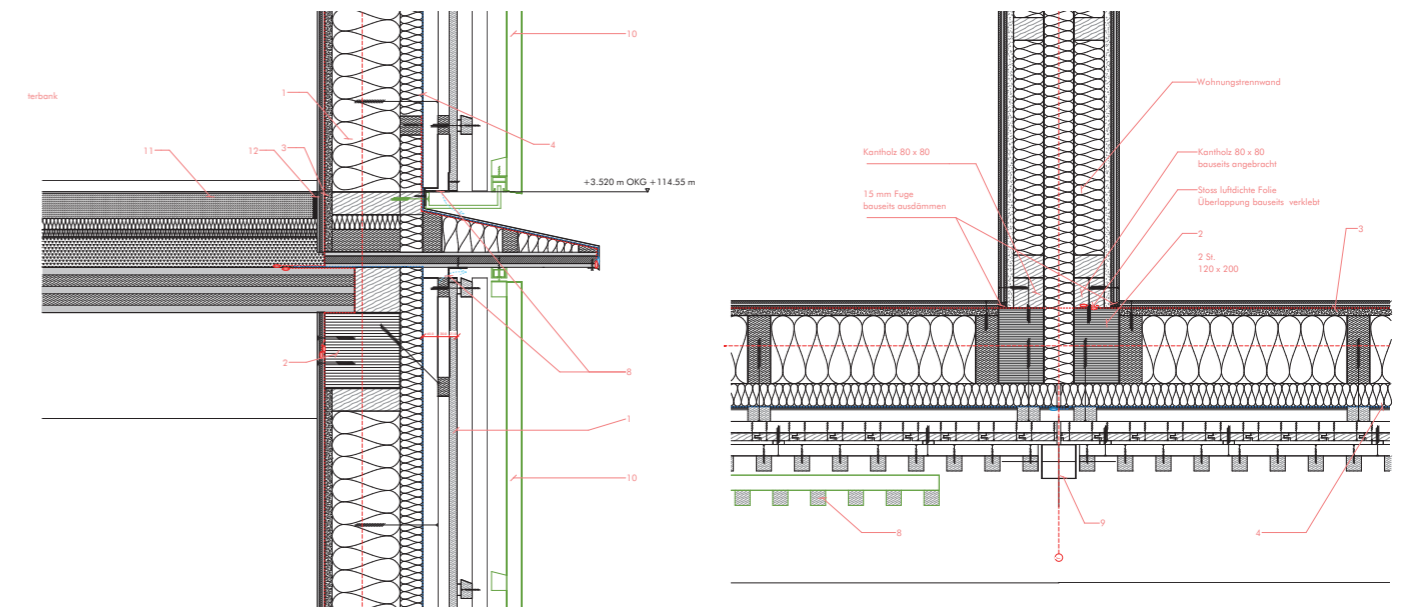 terbank
1
10
3
11
12
4
+3.520 m OKG +114.55 m
2
8
1
10
Wohnungstrennwand
Kantholz 80 x 80
Kantholz 80 x 80
bauseits angebracht
15 mm Fuge
bauseits ausdämmen
Stoss luftdichte Folie
Überlappung bauseits verklebt
2
2 St.
120 x 200
3
8
9
4